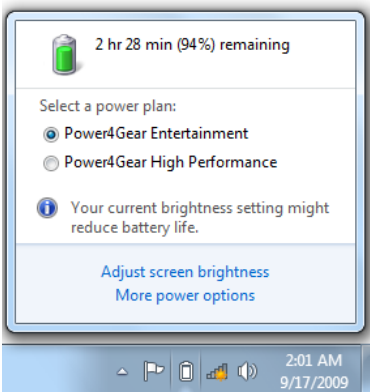 2 hr 28 min (94%) remaining
Select a power plan:
Power4Gear Entertainment
Power4Gear High Performance
Your current brightness setting might
reduce battery life.
Adjust screen brightness
More power options
2:01 AM
9/17/2009